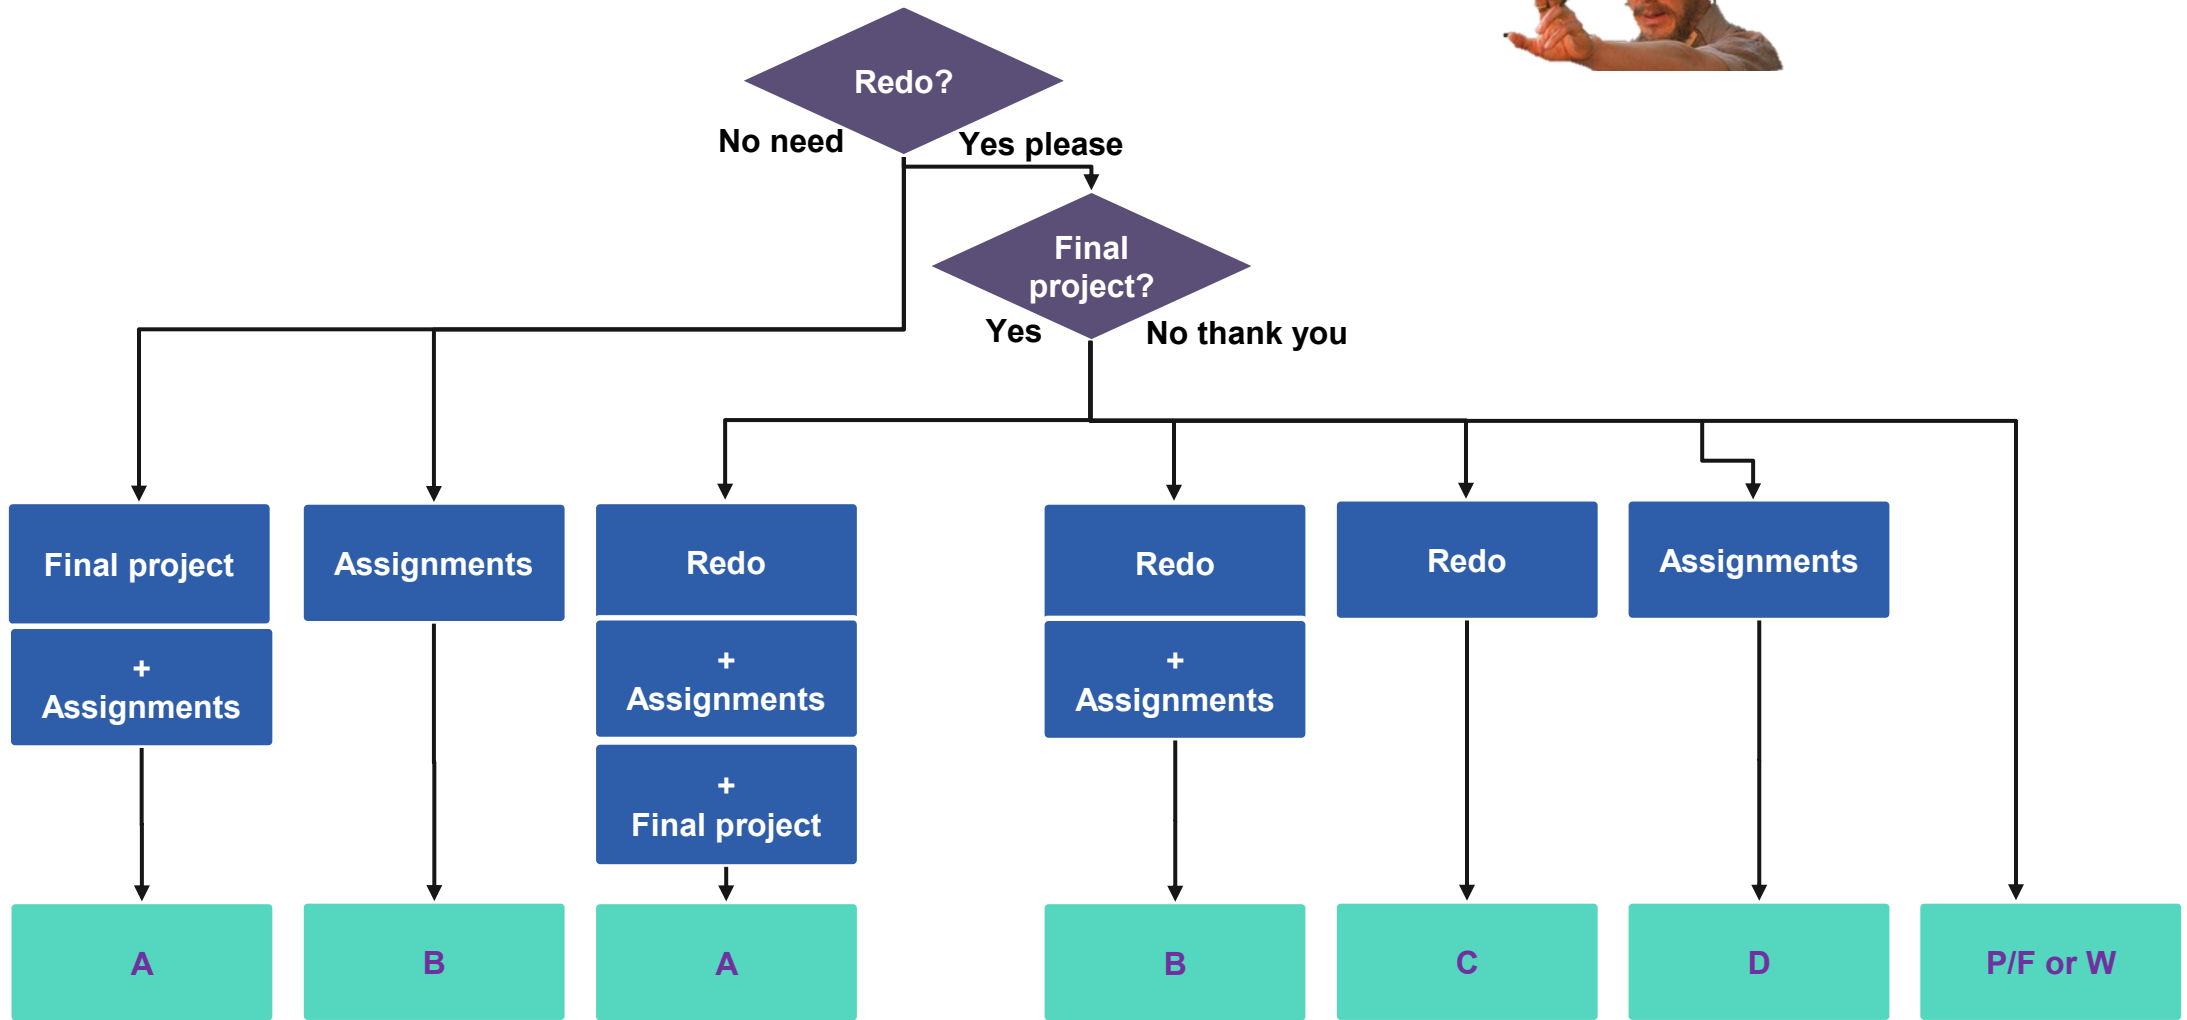 Redo?
No need
Yes please
Final
project?
Yes
No thank you
Final project
+
Assignments
Assignments
Redo
+
Assignments
+
Final project
Redo
+
Assignments
Redo
Assignments
A
B
A
B
C
D
P/F or W